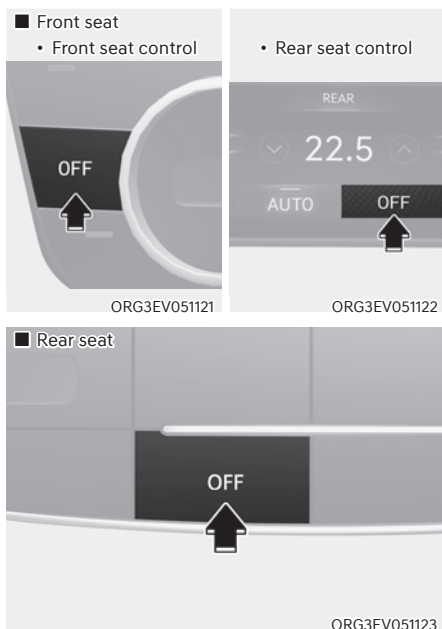 ■ Front seat
• Front seat control
OFF
ORG3EV051121
• Rear seat control
REAR
22.5
AUTO
OFF
ORG3EV051122
■ Rear seat
OFF
ORG3EV051123